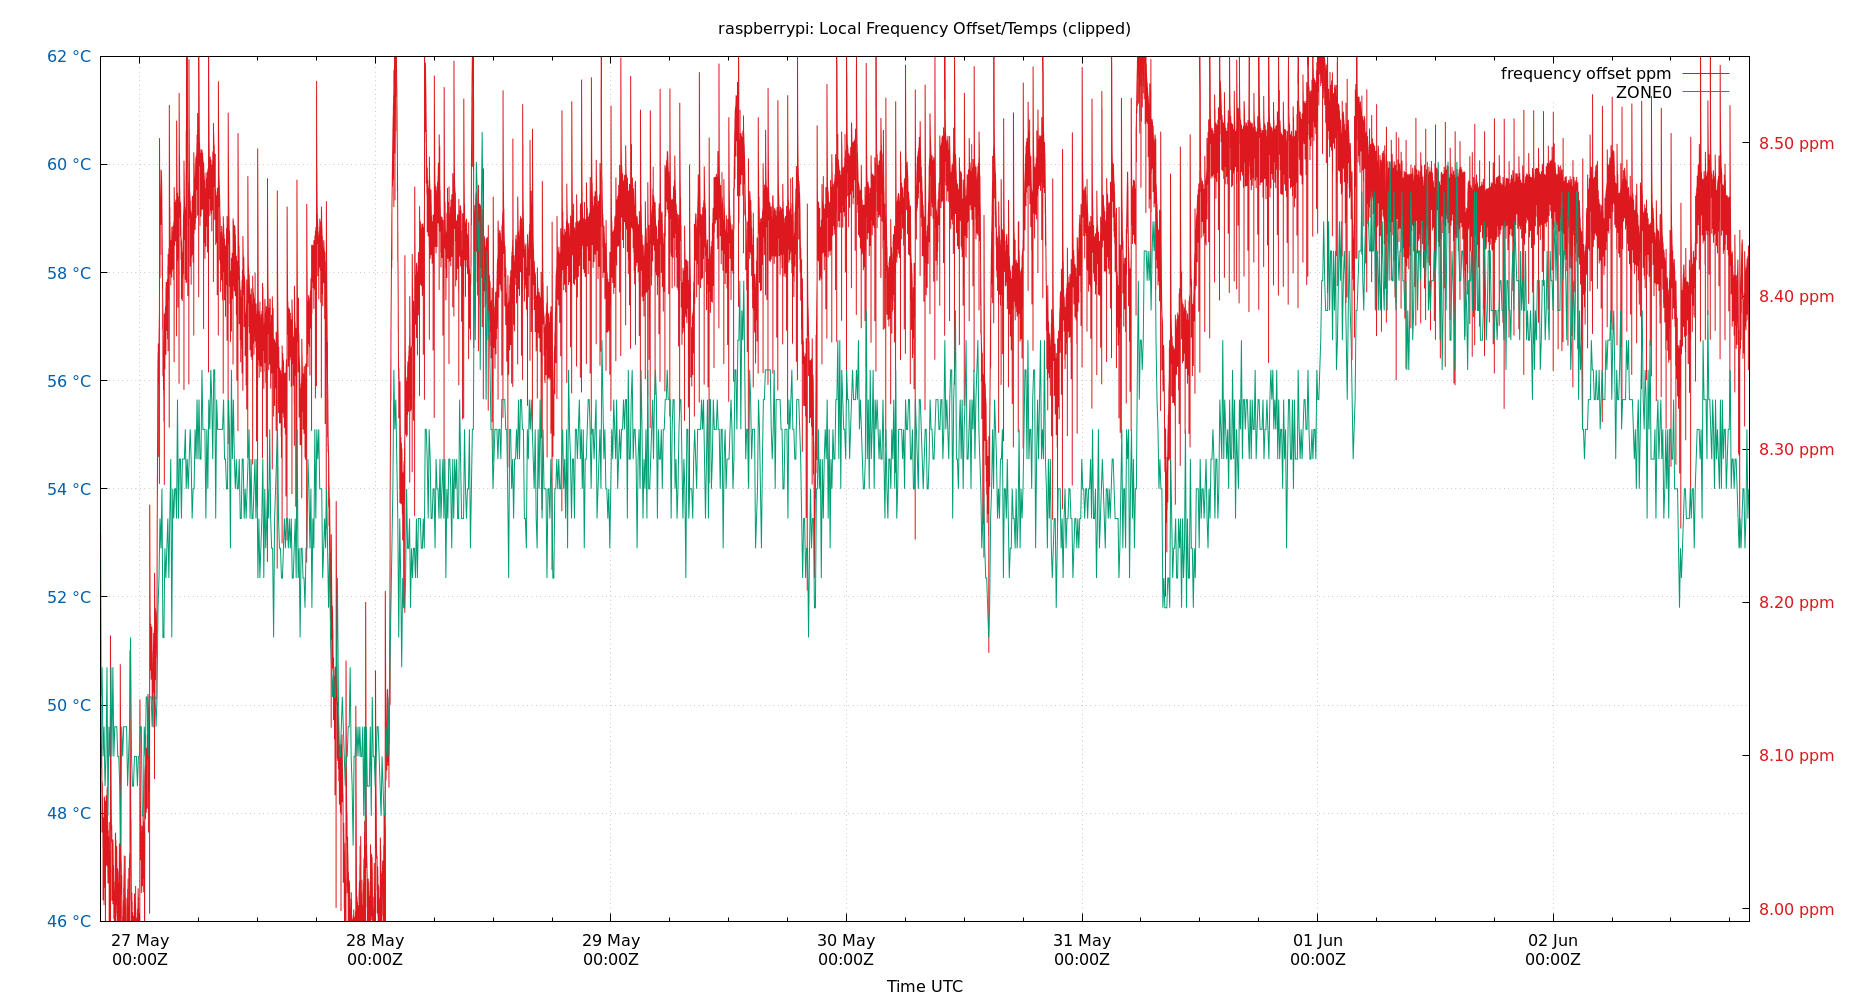 raspberrypi: Local Frequency Offset/Temps (clipped)
frequency offset ppm
ZONE0
62 °C
60 °C
58 °C
56 °C
54 °C
52 °C
50 °C
48 °C
46 °C
8.50 ppm
8.40 ppm
8.30 ppm
8.20 ppm
8.10 ppm
8.00 ppm
27 May
00:00Z
28 May
00:00Z
29 May
00:00Z
30 May
00:00Z
31 May
00:00Z
01 Jun
00:00Z
02 Jun
00:00Z
Time UTC